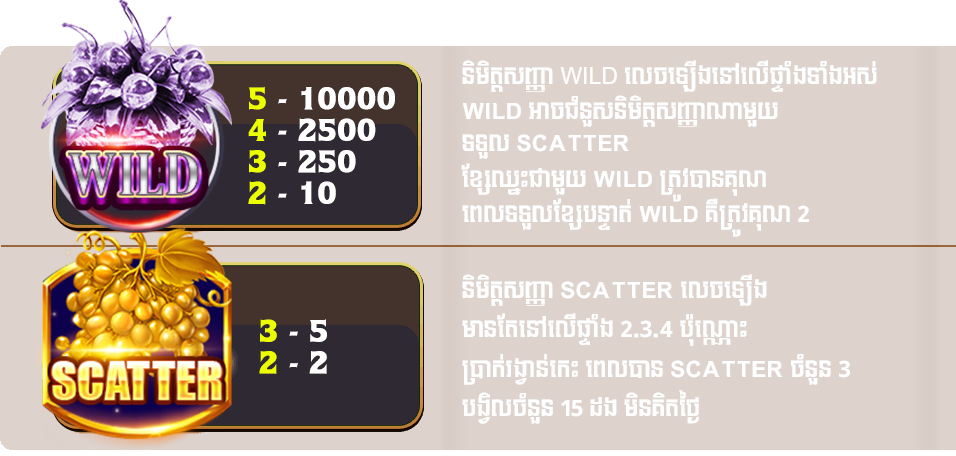 WILD
5 - 10000
4 - 2500
3 - 250
2 - 10
និមិត្តសញ្ញា WILD លេចឡើងនៅលើផ្ទាំងទាំងអស់
WILD អាចជំនួសនិមិត្តសញ្ញាណាមួយ
ទទួល SCATTER
ខ្សែឈ្នះជាមួយ WILD ត្រូវបានគុណ
ពេលទទួលខ្សែបន្ទាត់ WILD គឺត្រូវគុណ 2
SCATTER
3 - 5
2 - 2
និមិត្តសញ្ញា SCATTER លេចឡើង
មានតែនៅលើផ្ទាំង 2.3.4 ប៉ុណ្ណោះ
ប្រាក់រង្វាន់កេះ ពេលបាន SCATTER ចំនួន 3
បង្វិលចំនួន 15 ដង មិនគិតថ្លៃ